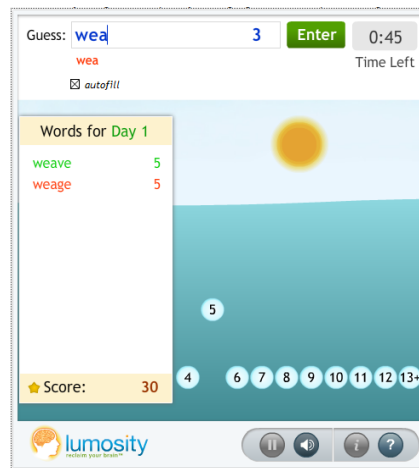 Guess: wea 3 Enter 0:45
wea Time Left
autofill
Words for Day 1
weave 5
weage 5
5
4 6 7 8 9 10 11 12 13+
Score: 30
lumosity
reclaim your brain™
i ?